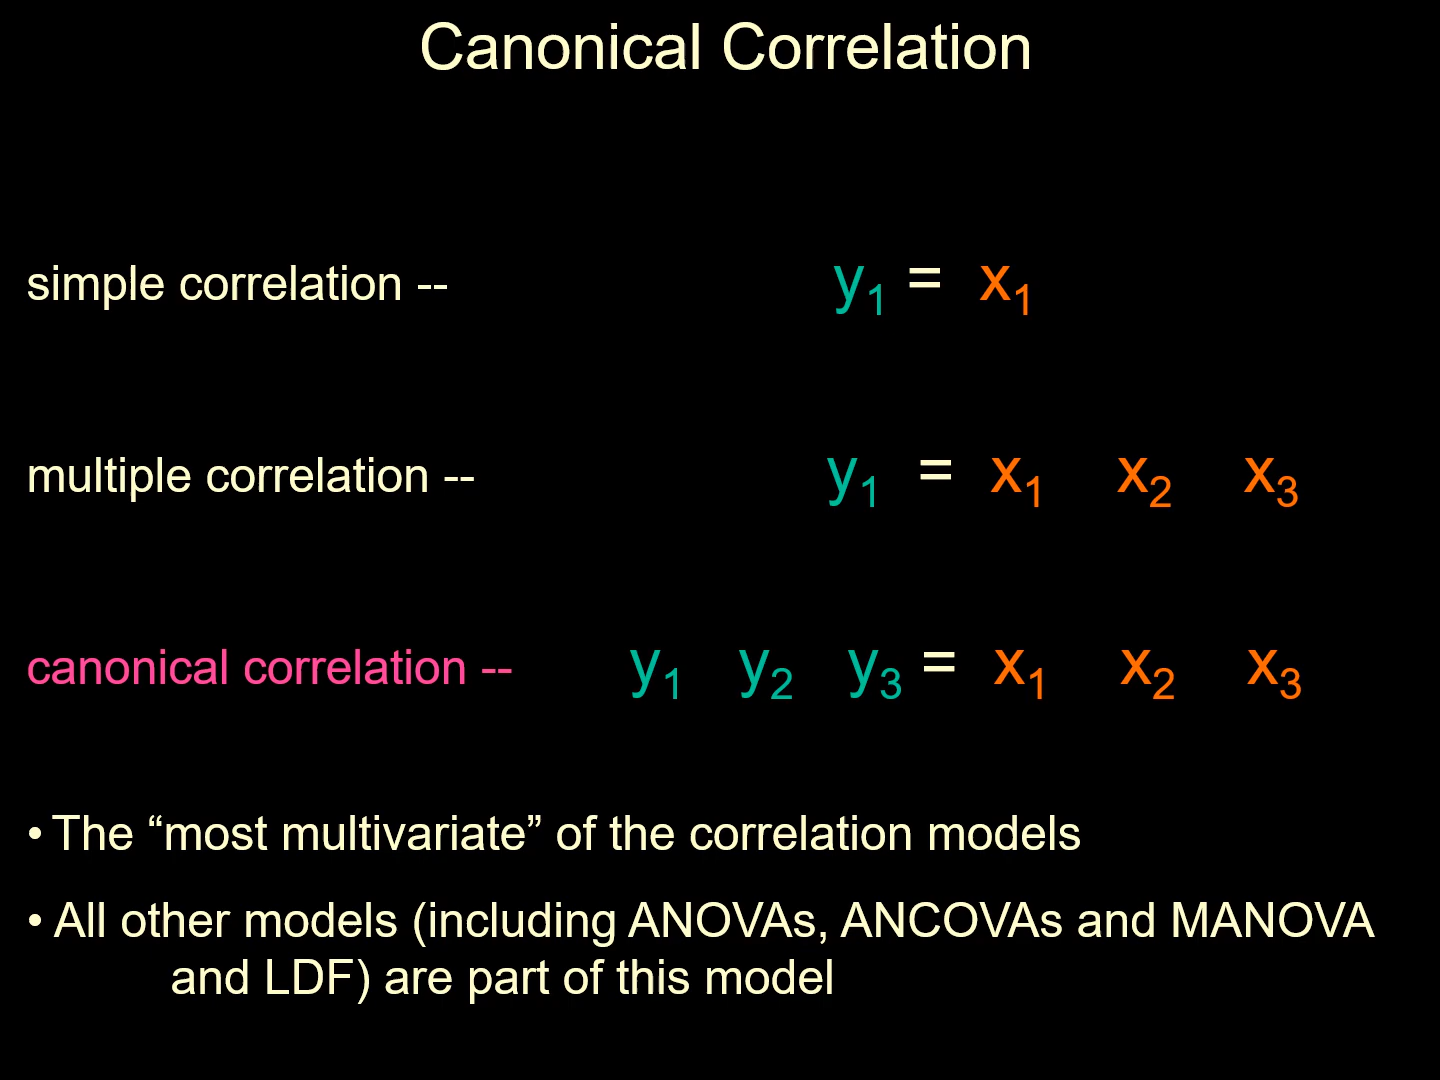 Canonical Correlation
simple correlation -- y₁ = x₁
multiple correlation -- y₁ = x₁ x₂ x₃
canonical correlation -- y₁ y₂ y₃ = x₁ x₂ x₃
• The “most multivariate” of the correlation models
• All other models (including ANOVAs, ANCOVAs and MANOVA
and LDF) are part of this model